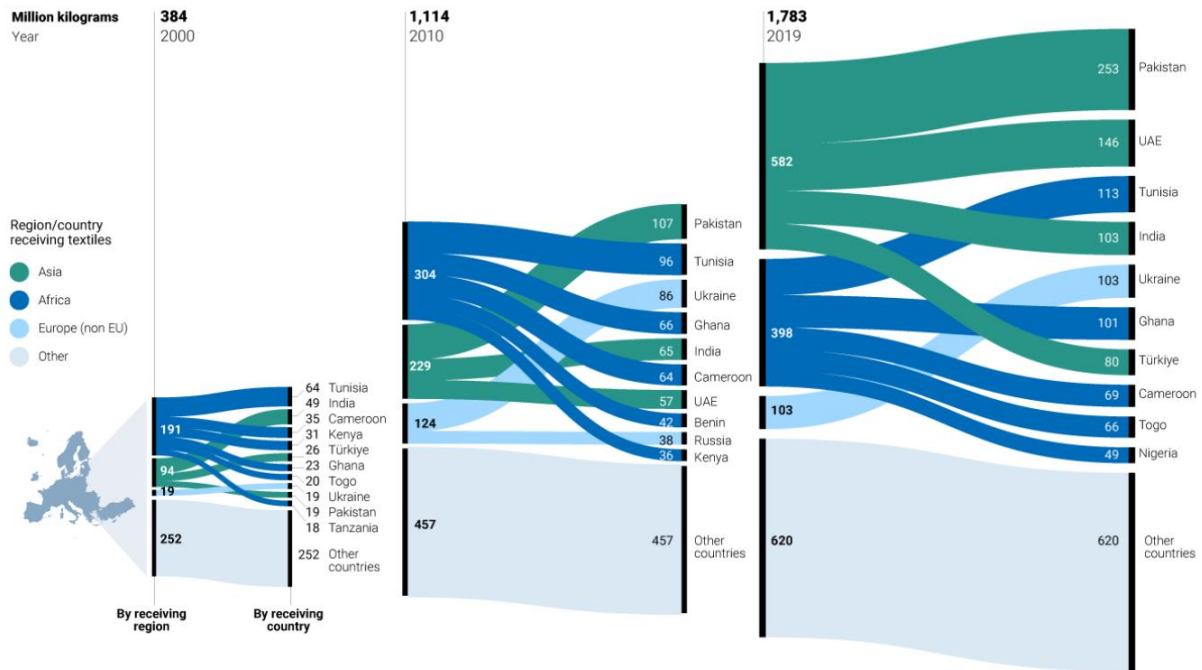 Million kilograms
Year
384
2000
1,114
2010
1,783
2019
Region/country
receiving textiles
Asia
Africa
Europe (non EU)
Other
191
94
19
252
64 Tunisia
49 India
35 Cameroon
31 Kenya
26 Türkiye
23 Ghana
20 Togo
19 Ukraine
19 Pakistan
18 Tanzania
252 Other
countries
By receiving
region
By receiving
country
304
229
124
457
107 Pakistan
96 Tunisia
86 Ukraine
66 Ghana
65 India
64 Cameroon
57 UAE
42 Benin
38 Russia
36 Kenya
457 Other
countries
582
398
103
620
253 Pakistan
146 UAE
113 Tunisia
103 India
103 Ukraine
101 Ghana
80 Türkiye
69 Cameroon
66 Togo
49 Nigeria
620 Other
countries